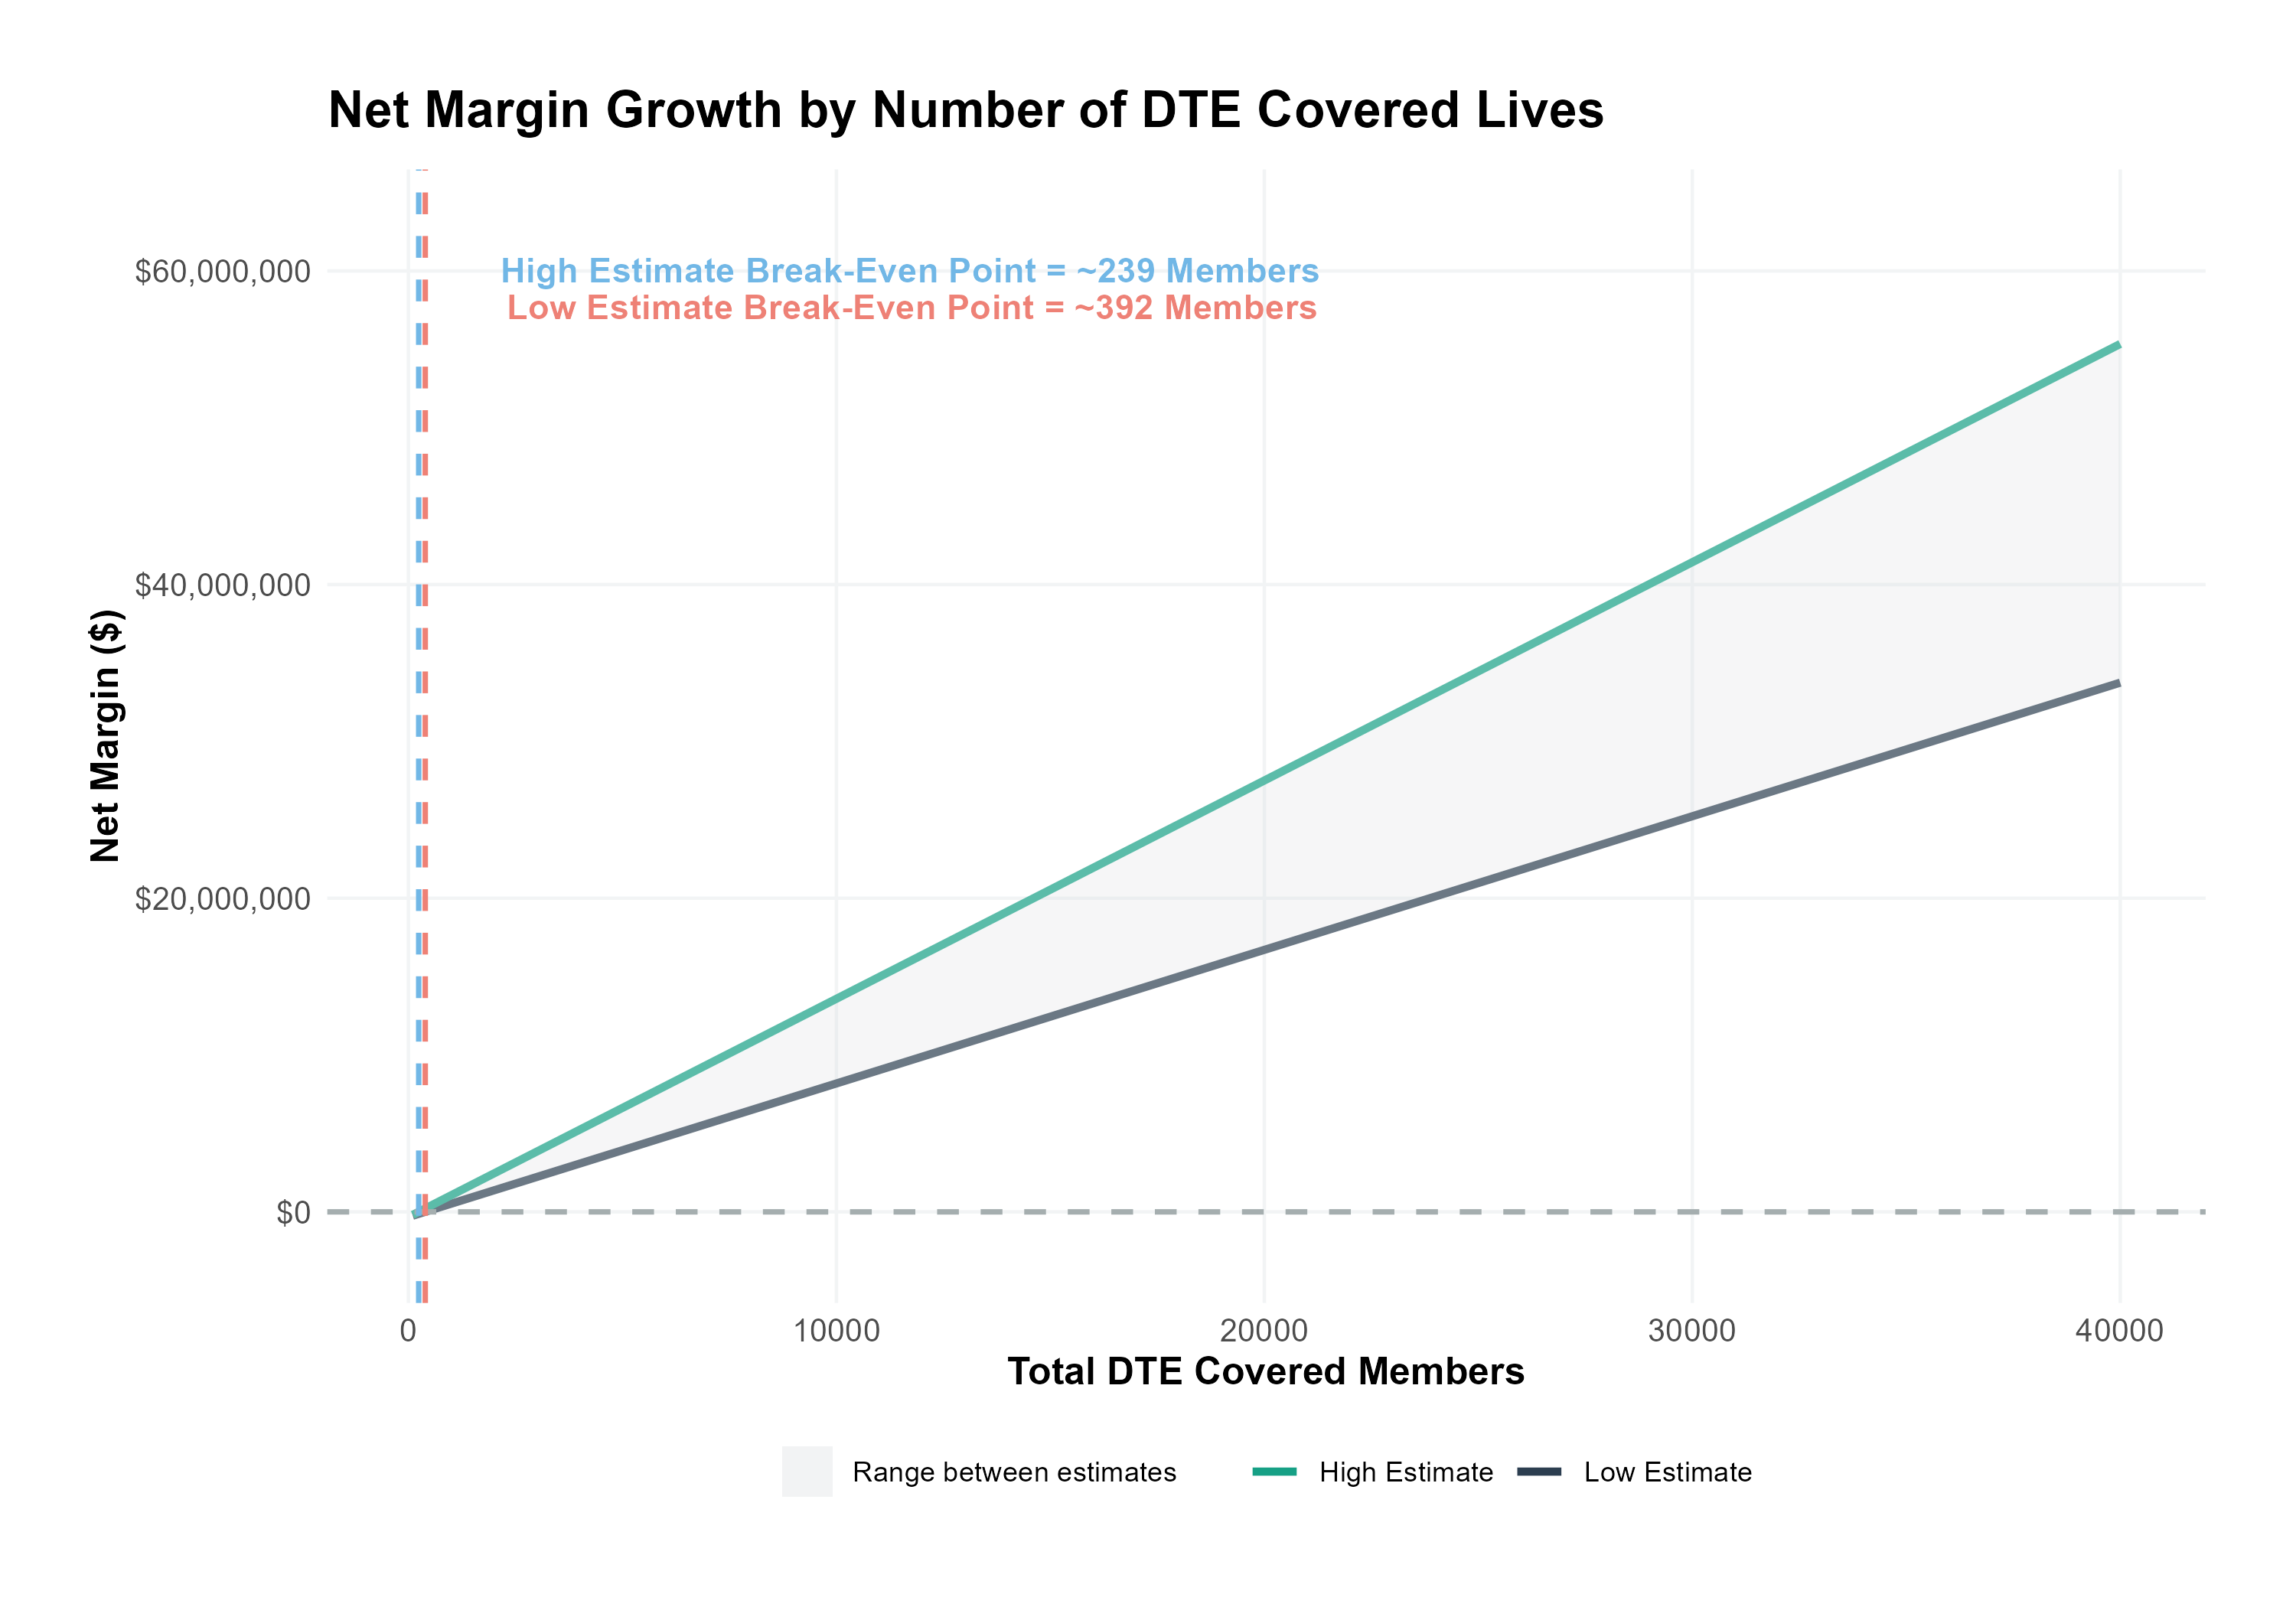 Net Margin Growth by Number of DTE Covered Lives
High Estimate Break-Even Point = ~239 Members
Low Estimate Break-Even Point = ~392 Members
Net Margin ($)
$60,000,000
$40,000,000
$20,000,000
$0
0 10000 20000 30000 40000
Total DTE Covered Members
Range between estimates High Estimate Low Estimate